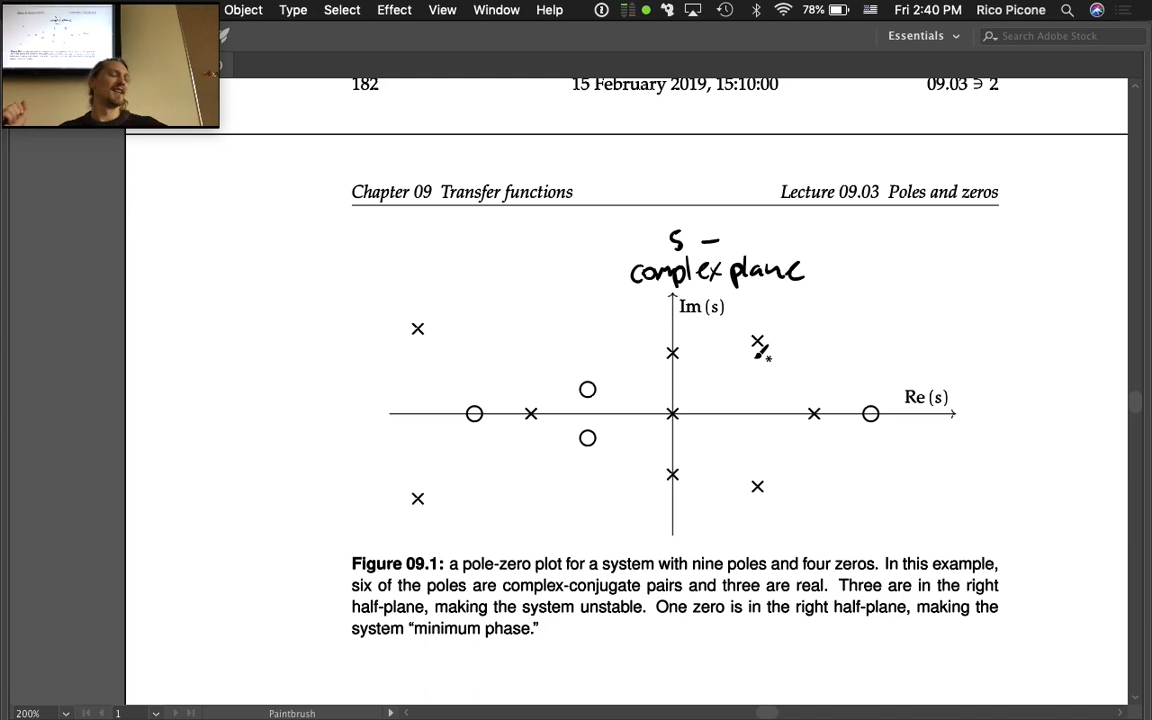 Object Type Select Effect View Window Help 78% Fri 2:40 PM Rico Picone
Essentials Search Adobe Stock
182 15 February 2019, 15:10:00 09.03 ∋ 2
Chapter 09 Transfer functions Lecture 09.03 Poles and zeros
s –
complex plane
Im (s)
Re (s)
Figure 09.1: a pole-zero plot for a system with nine poles and four zeros. In this example,
six of the poles are complex-conjugate pairs and three are real. Three are in the right
half-plane, making the system unstable. One zero is in the right half-plane, making the
system “minimum phase.”
200% 1 Paintbrush